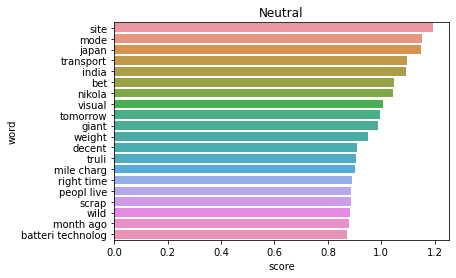 Neutral
site
mode
japan
transport
india
bet
nikola
visual
tomorrow
giant
weight
decent
truli
mile charg
right time
peopl live
scrap
wild
month ago
batteri technolog
word
0.0 0.2 0.4 0.6 0.8 1.0 1.2
score